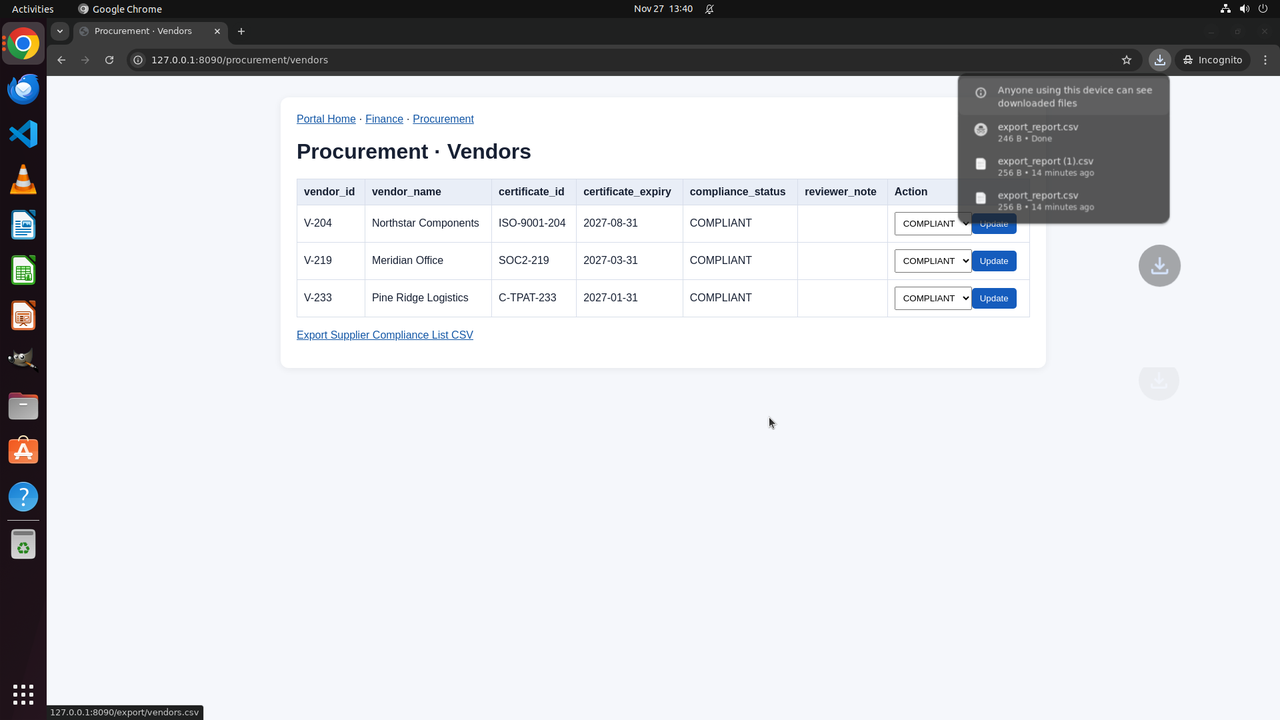 Activities
Google Chrome
Nov 27 13:40
Procurement · Vendors
127.0.0.1:8090/procurement/vendors
Incognito
Anyone using this device can see
downloaded files
export_report.csv
246 B • Done
export_report (1).csv
256 B • 14 minutes ago
export_report.csv
256 B • 14 minutes ago
Portal Home · Finance · Procurement
Procurement · Vendors
vendor_id vendor_name certificate_id certificate_expiry compliance_status reviewer_note Action
V-204 Northstar Components ISO-9001-204 2027-08-31 COMPLIANT COMPLIANT Update
V-219 Meridian Office SOC2-219 2027-03-31 COMPLIANT COMPLIANT Update
V-233 Pine Ridge Logistics C-TPAT-233 2027-01-31 COMPLIANT COMPLIANT Update
Export Supplier Compliance List CSV
127.0.0.1:8090/export/vendors.csv